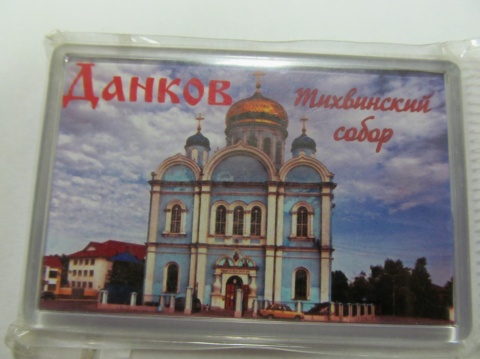 Данков
Тихвинский
собор